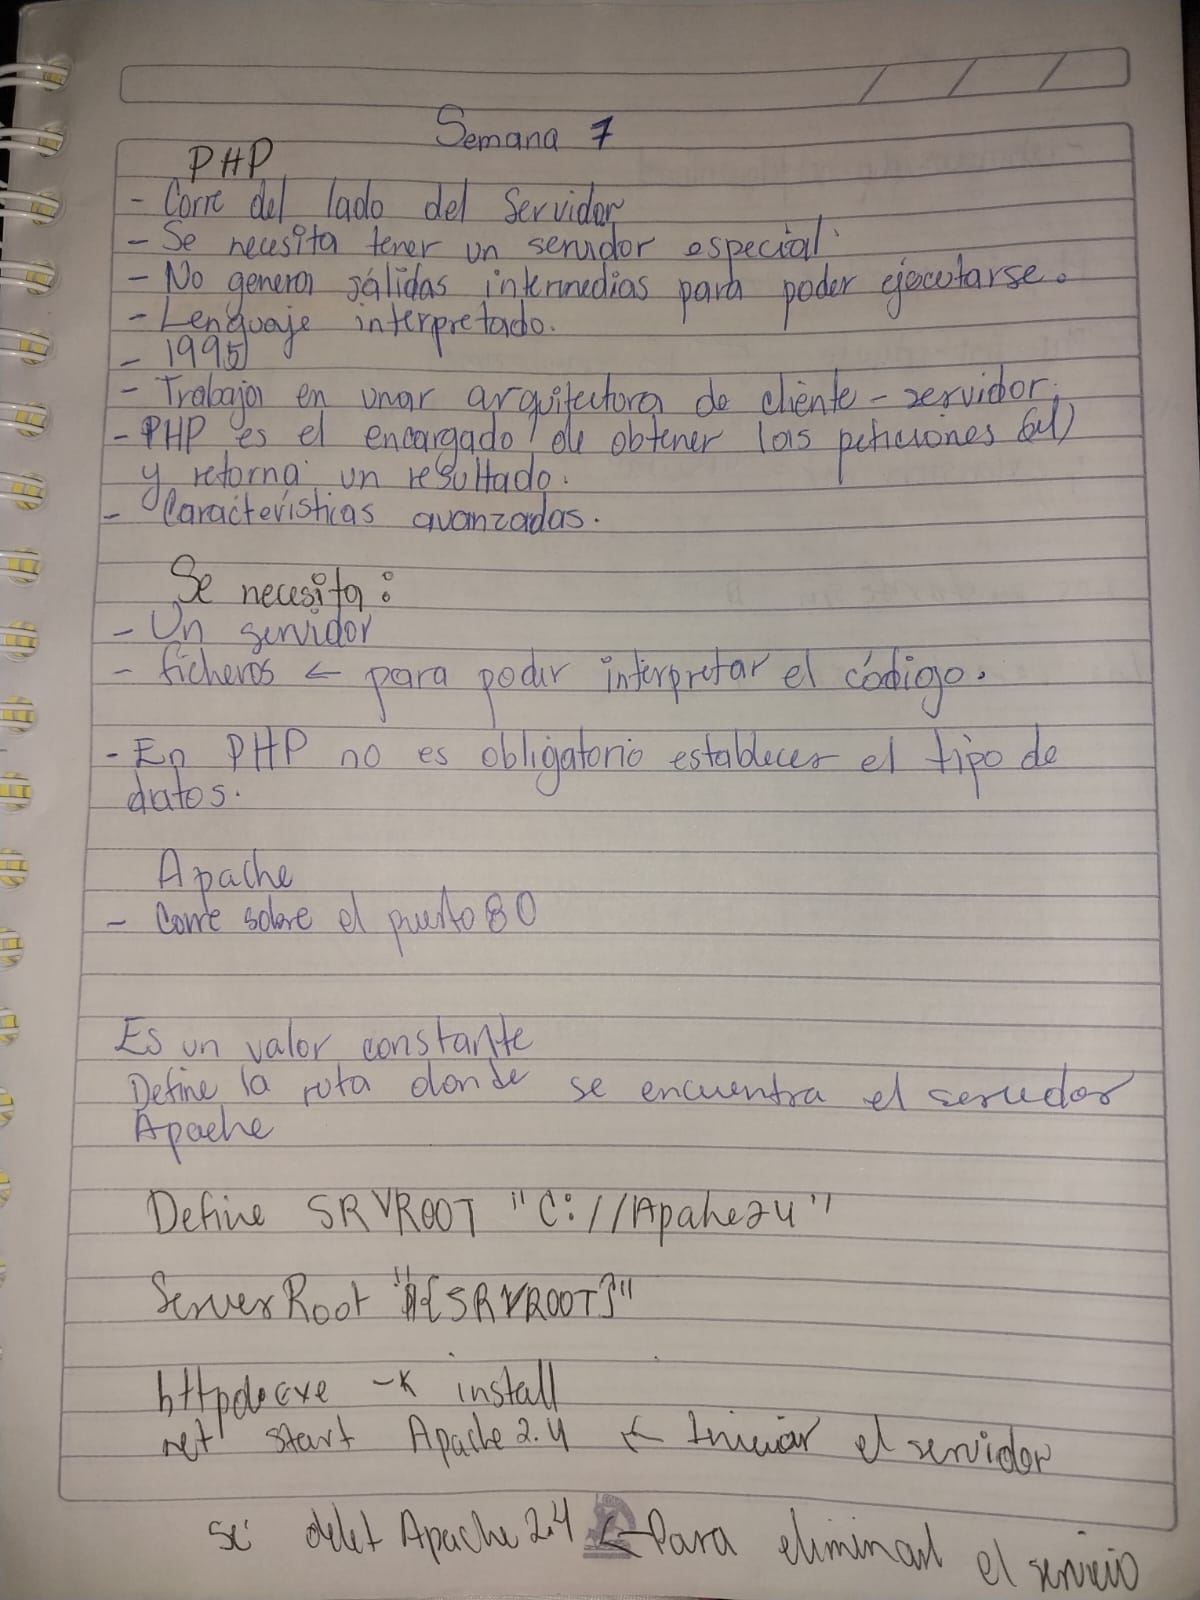 Semana 7
PHP
- Corre del lado del Servidor
- Se necesita tener un servidor especial.
- No genera sálidas intermedias para poder ejecutarse.
- Lenguaje interpretado.
- 1995
- Trabaja en unar arquitectura de cliente - servidor.
- PHP es el encargado de obtener las peticiones
y retorna un resultado.
- Características avanzadas.
Se necesita:
- Un servidor
- ficheros ← para poder interpretar el código.
- En PHP no es obligatorio establecer el tipo de
datos.
Apache
- Corre sobre el puerto 80
Es un valor constante
Define la ruta donde se encuentra el servidor
Apache
Define SRVROOT "C://Apahe24"
ServerRoot "${SRVROOT}"
httpd.exe -k install
net start Apache 2.4 ← Iniciar el servidor
sc delet Apache 2.4 ← Para eliminar el servicio